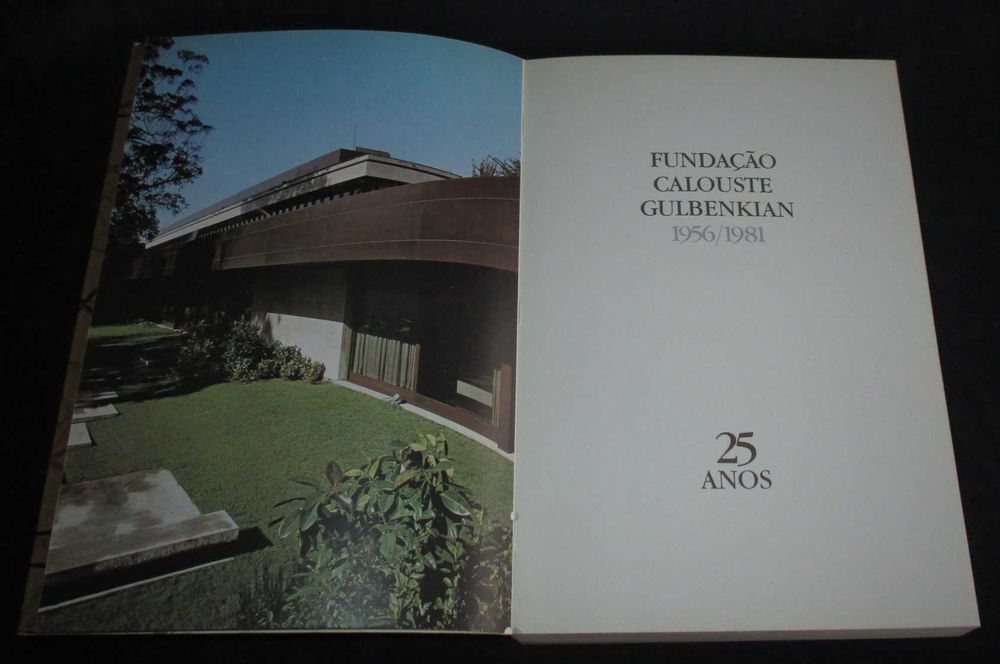 FUNDAÇÃO
CALOUSTE
GULBENKIAN
1956/1981
25
ANOS